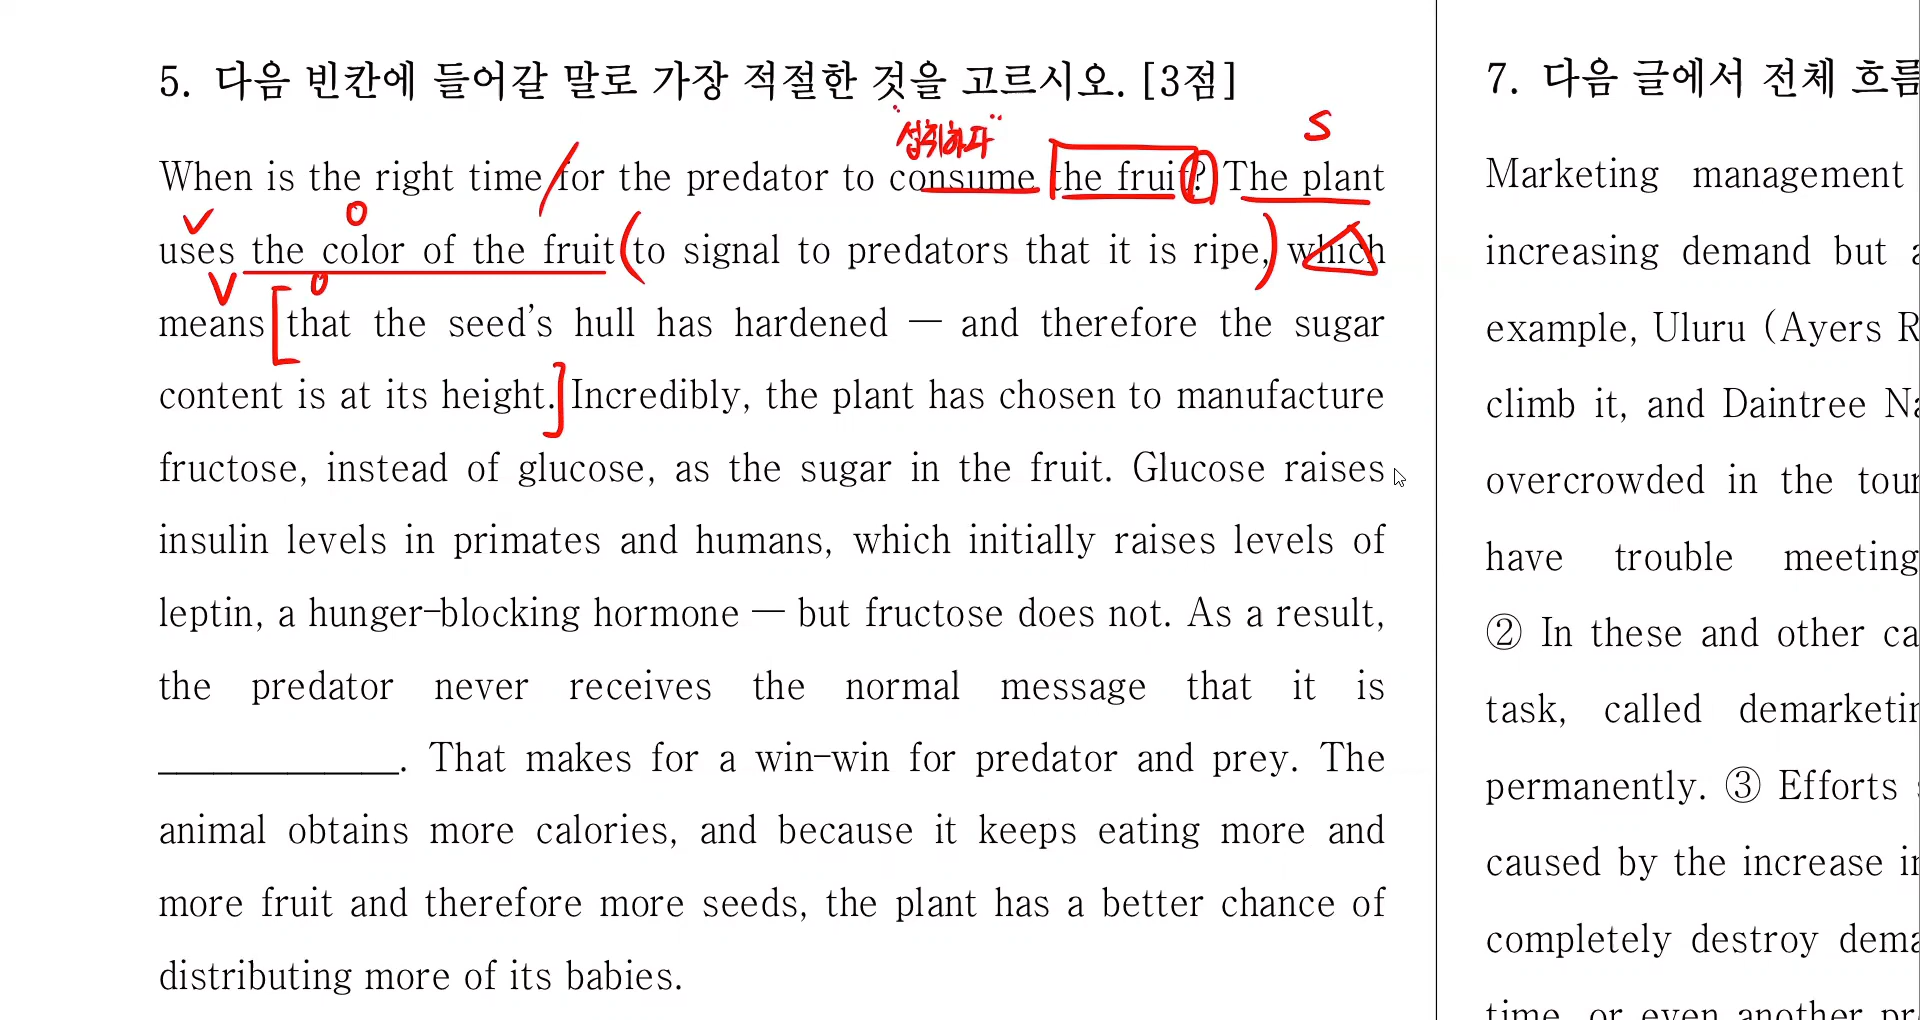 5. 다음 빈칸에 들어갈 말로 가장 적절한 것을 고르시오. [3점]
"섭취하다"
S
When is the right time for the predator to consume the fruit? The plant
V O
uses the color of the fruit to signal to predators that it is ripe, which
V O
means that the seed's hull has hardened — and therefore the sugar
content is at its height. Incredibly, the plant has chosen to manufacture
fructose, instead of glucose, as the sugar in the fruit. Glucose raises
insulin levels in primates and humans, which initially raises levels of
leptin, a hunger-blocking hormone — but fructose does not. As a result,
the predator never receives the normal message that it is
____________. That makes for a win-win for predator and prey. The
animal obtains more calories, and because it keeps eating more and
more fruit and therefore more seeds, the plant has a better chance of
distributing more of its babies.
7. 다음 글에서 전체 흐름
Marketing management
increasing demand but
example, Uluru (Ayers R
climb it, and Daintree Na
overcrowded in the tour
have trouble meeting
② In these and other ca
task, called demarketin
permanently. ③ Efforts
caused by the increase in
completely destroy dema
time, or even another pr